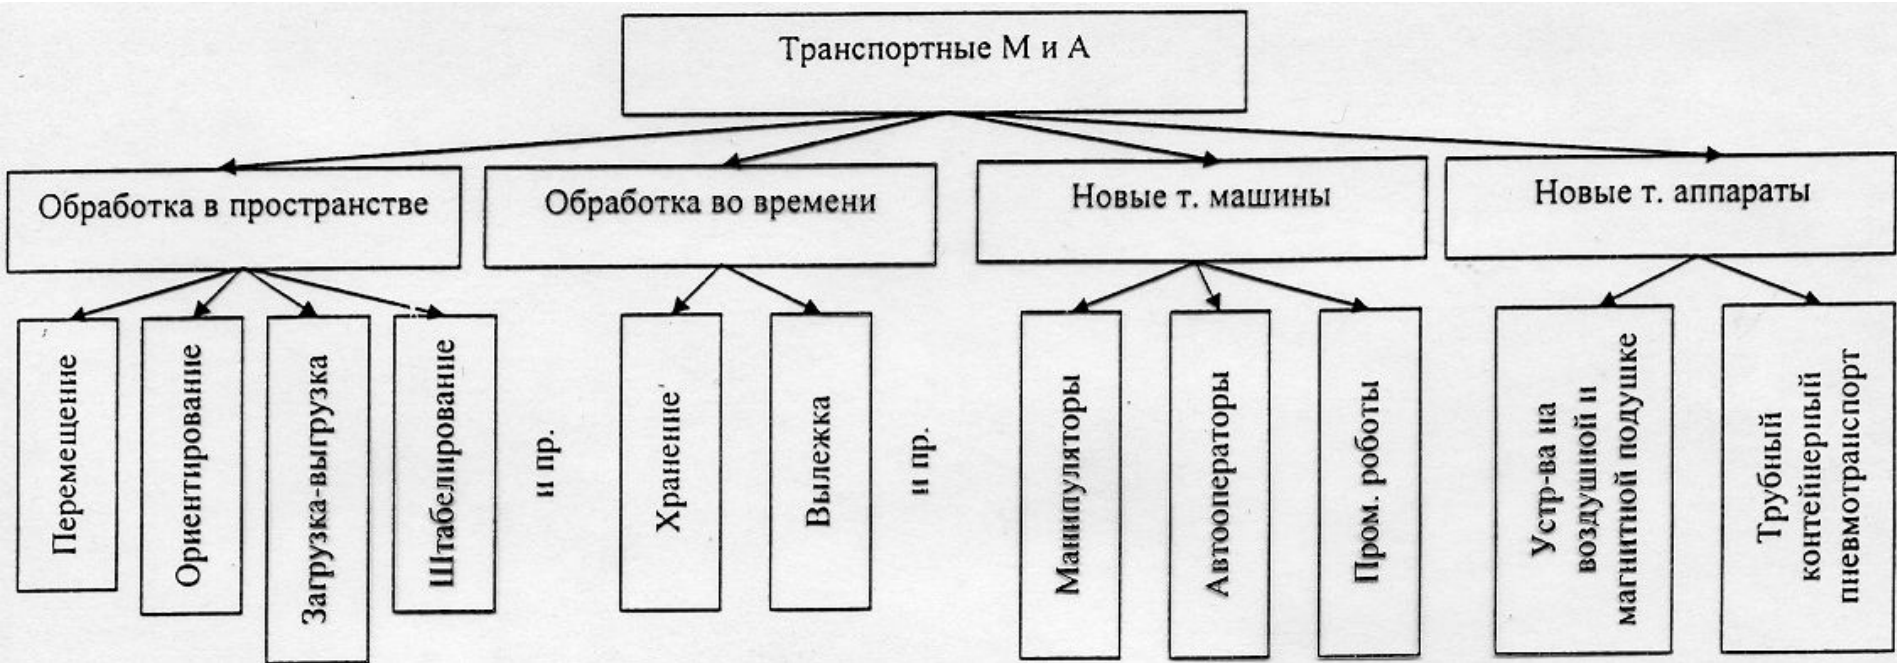 Транспортные М и А
Обработка в пространстве
Обработка во времени
Новые т. машины
Новые т. аппараты
Перемещение
Ориентирование
Загрузка-выгрузка
Штабелирование
и пр.
Хранение
Вылежка
и пр.
Манипуляторы
Автооператоры
Пром. роботы
Устр-ва на
воздушной и
магнитной подушке
Трубный
контейнерный
пневмотранспорт